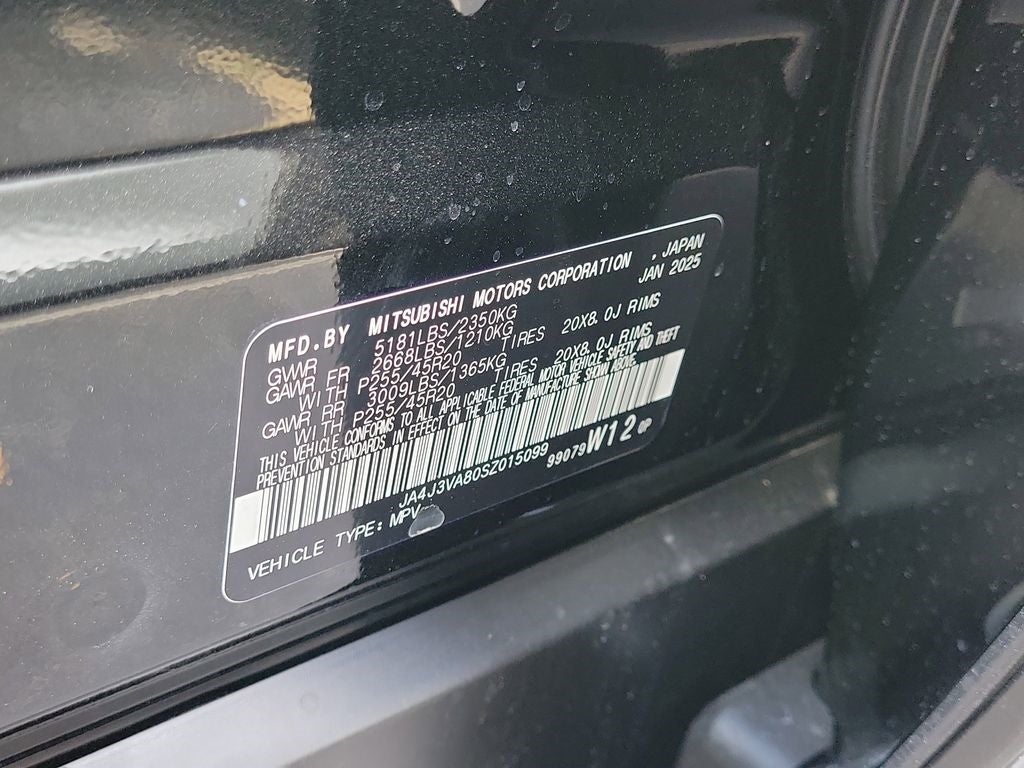 MFD.BY MITSUBISHI MOTORS CORPORATION , JAPAN
GWWR 5181LBS/2350KG JAN 2025
GAWR FR 2668LBS/1210KG
WITH P255/45R20 TIRES 20X8.0J RIMS
GAWR RR 3009LBS/1365KG
WITH P255/45R20 TIRES 20X8.0J RIMS
THIS VEHICLE CONFORMS TO ALL APPLICABLE FEDERAL MOTOR VEHICLE SAFETY AND THEFT
PREVENTION STANDARDS IN EFFECT ON THE DATE OF MANUFACTURE SHOWN ABOVE.
JA4J3VA80SZ015099 99079W12
VEHICLE TYPE: MPV